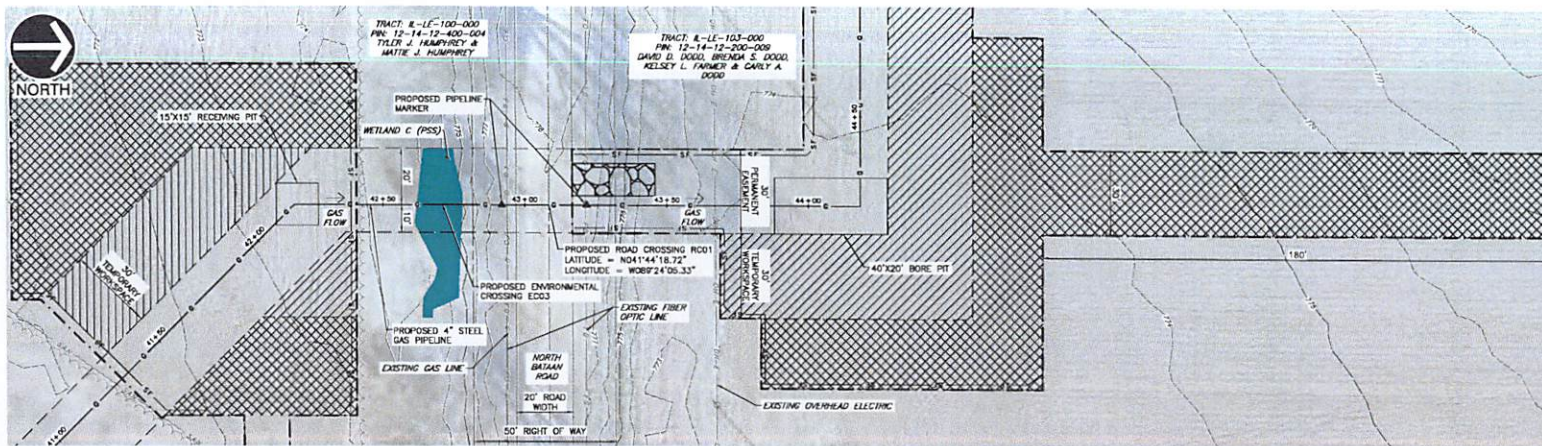 NORTH
TRACT: IL-LE-100-000
PIN: 12-14-12-400-004
TYLER J. HUMPHREY &
MATTIE J. HUMPHREY
TRACT: IL-LE-103-000
PIN: 12-14-12-200-009
DAVID D. DODD, BRENDA S. DODD,
KELSEY L. FARMER & CARLY A.
DODD
15'X15' RECEIVING PIT
PROPOSED PIPELINE
MARKER
WETLAND C (PSS)
20'
10'
GAS
FLOW
42+50
43+00
43+50
GAS
FLOW
44+00
44+50
30'
PERMANENT
EASEMENT
30'
TEMPORARY
WORKSPACE
42+00
30'
TEMPORARY
WORKSPACE
41+50
41+00
PROPOSED ROAD CROSSING RC01
LATITUDE = N041°44'18.72"
LONGITUDE = W089°24'05.33"
40'X20' BORE PIT
180'
PROPOSED ENVIRONMENTAL
CROSSING EC03
EXISTING FIBER
OPTIC LINE
PROPOSED 4" STEEL
GAS PIPELINE
EXISTING GAS LINE
NORTH
BATAAN
ROAD
20' ROAD
WIDTH
50' RIGHT OF WAY
EXISTING OVERHEAD ELECTRIC